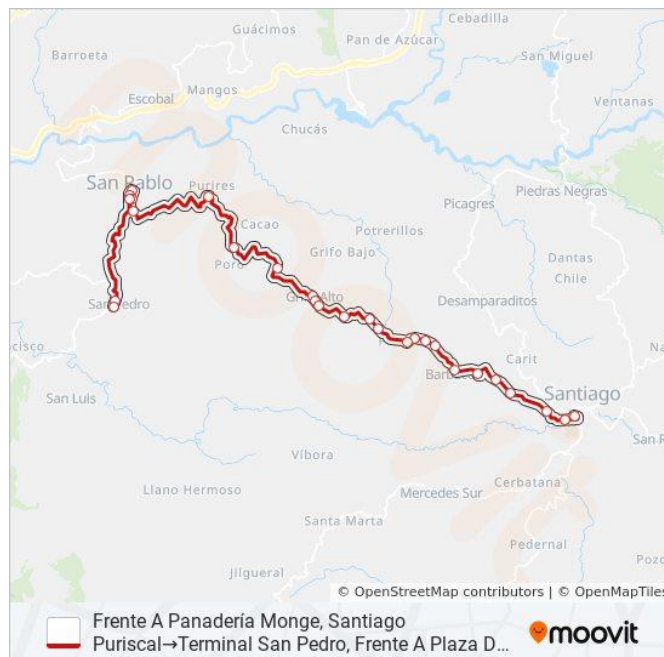 Guácimos
Cebadilla
Barroeta
Pan de Azúcar
San Miguel
Mangos
Escobal
Ventanas
Chucás
San Pablo
Purires
Piedras Negras
Picagres
Cacao
Potrerillos
Grifo Bajo
Dantas
Chile
Poró
Desamparaditos
Grifo Alto
San Pedro
cisco
Carit
San Luis
Santiago
San R
Víbora
Cerbatana
Llano Hermoso
Mercedes Sur
Santa Marta
Pedernal
Pozo
Jilgueral
© OpenStreetMap contributors | © OpenMapTiles
Frente A Panadería Monge, Santiago
Puriscal→Terminal San Pedro, Frente A Plaza D…
moovit